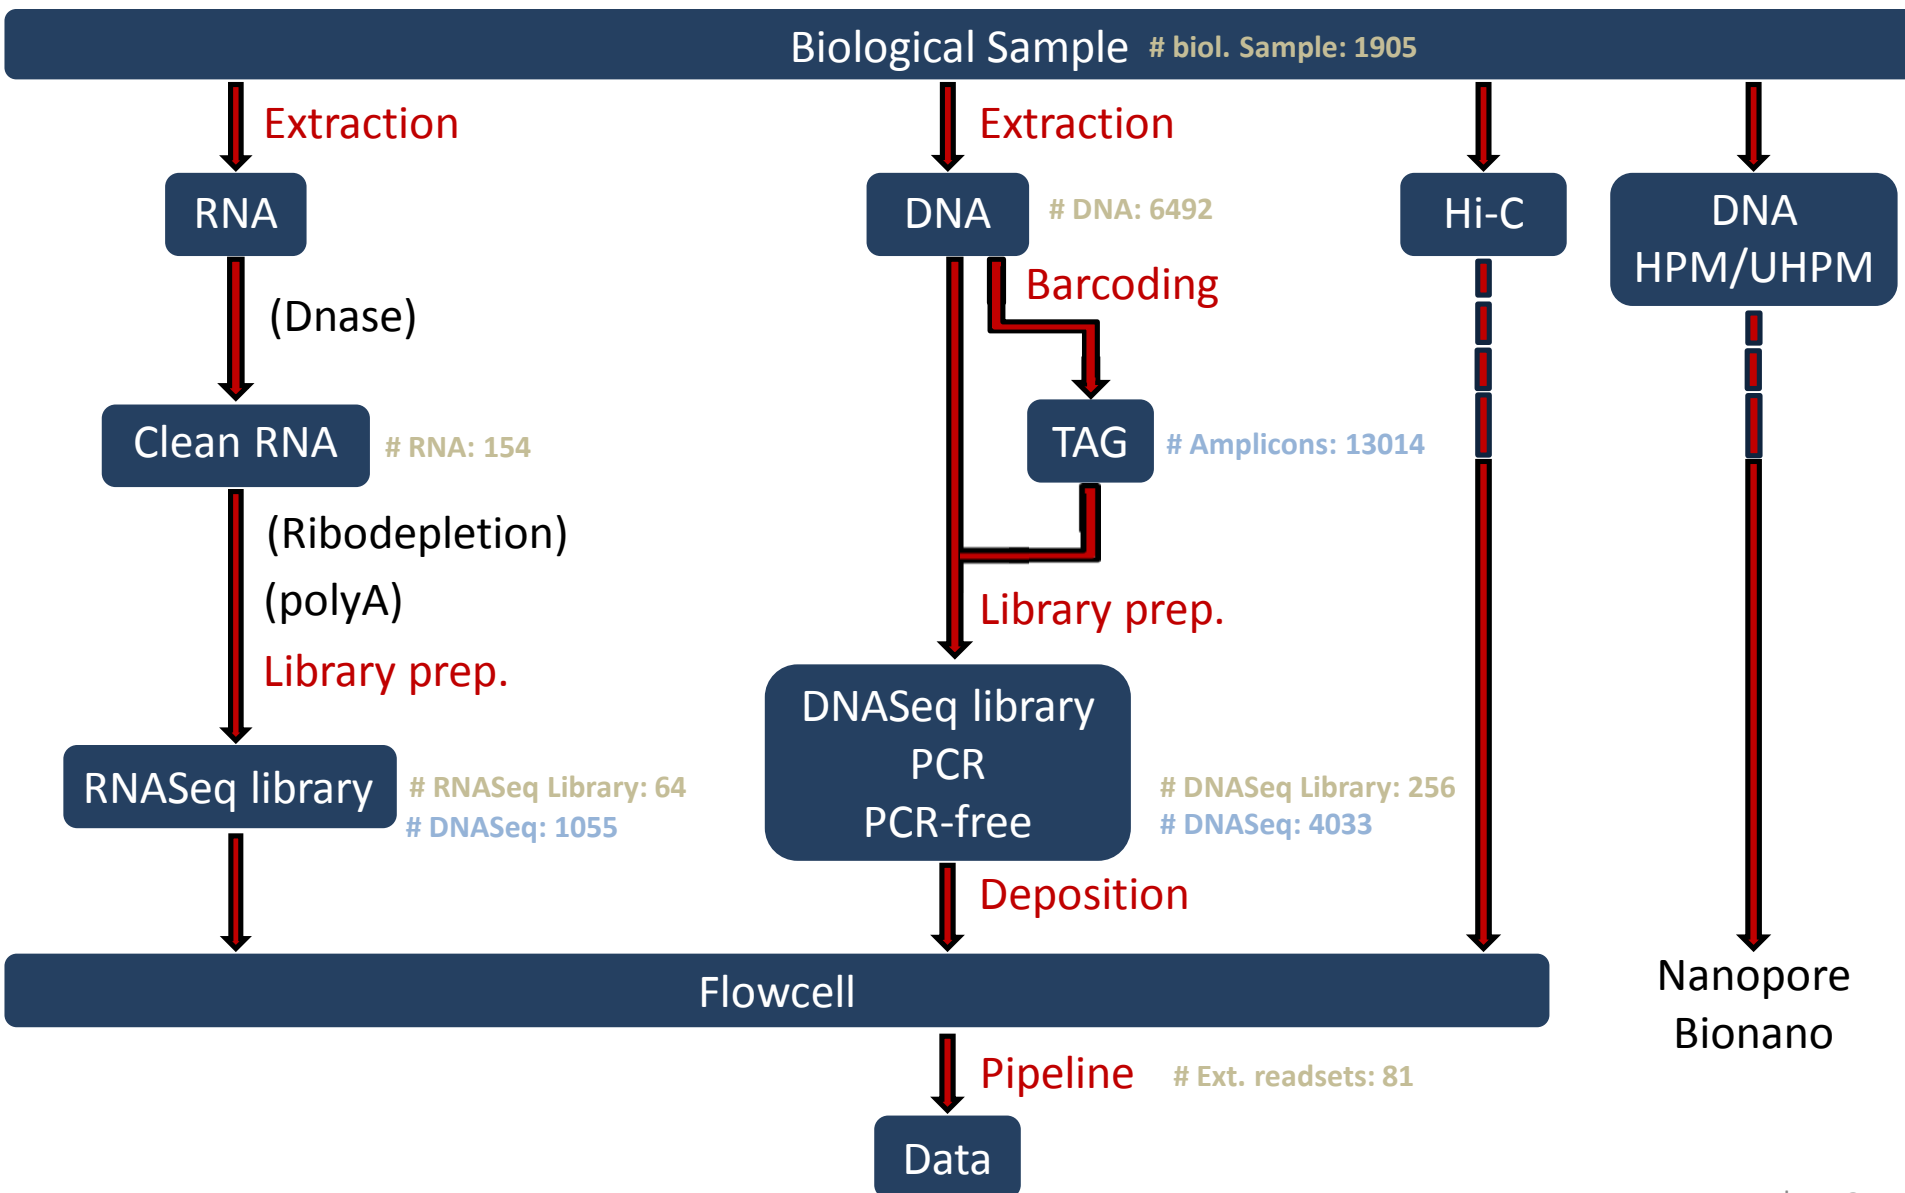 Biological Sample # biol. Sample: 1905
Extraction
Extraction
RNA
DNA
# DNA: 6492
Hi-C
DNA
HPM/UHPM
Barcoding
(Dnase)
Clean RNA
# RNA: 154
TAG
# Amplicons: 13014
(Ribodepletion)
(polyA)
Library prep.
Library prep.
RNASeq library
# RNASeq Library: 64
# DNASeq: 1055
DNASeq library
PCR
PCR-free
# DNASeq Library: 256
# DNASeq: 4033
Deposition
Flowcell
Nanopore
Bionano
Pipeline
# Ext. readsets: 81
Data